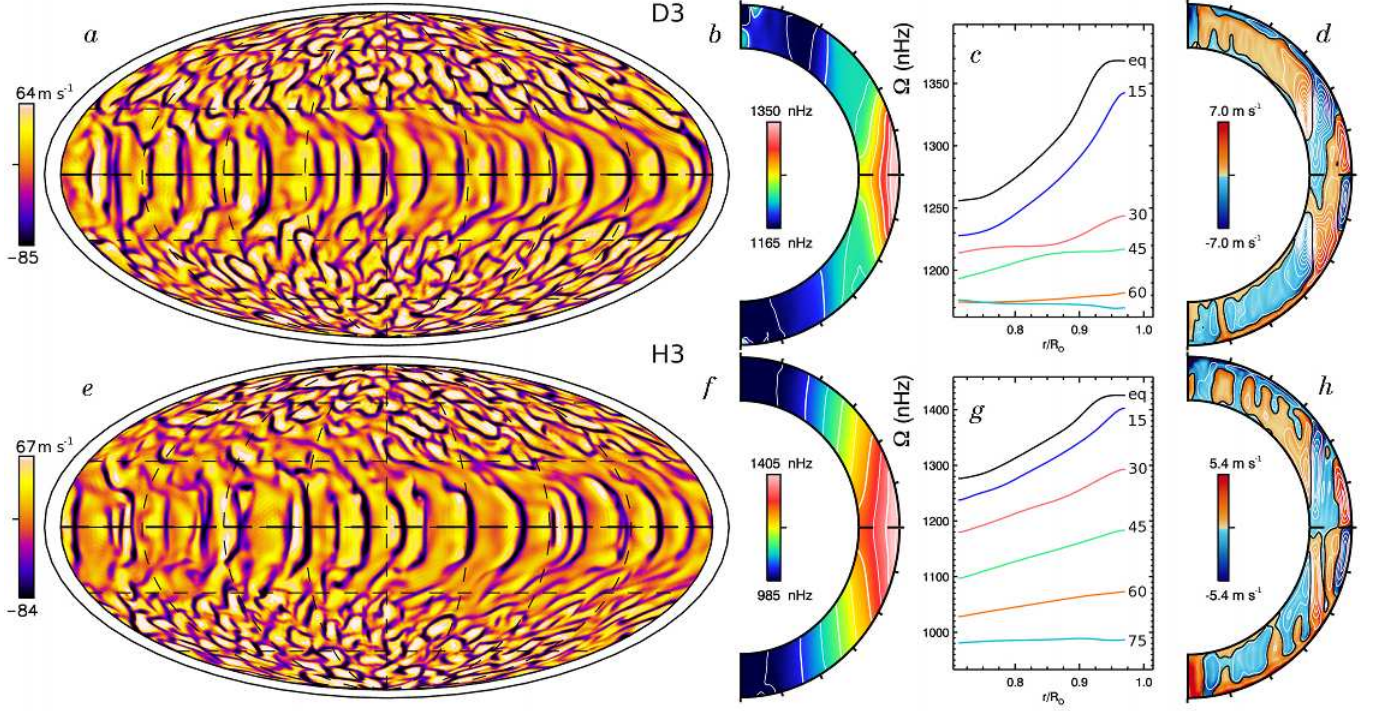 D3
a
64 m s⁻¹
−85
b
1350 nHz
1165 nHz
c
Ω (nHz)
1350
1300
1250
1200
eq
15
30
45
60
0.8 0.9 1.0
r/Ro
d
7.0 m s⁻¹
-7.0 m s⁻¹
H3
e
67 m s⁻¹
−84
f
1405 nHz
985 nHz
g
Ω (nHz)
1400
1300
1200
1100
1000
eq
15
30
45
60
75
0.8 0.9 1.0
r/Ro
h
5.4 m s⁻¹
-5.4 m s⁻¹